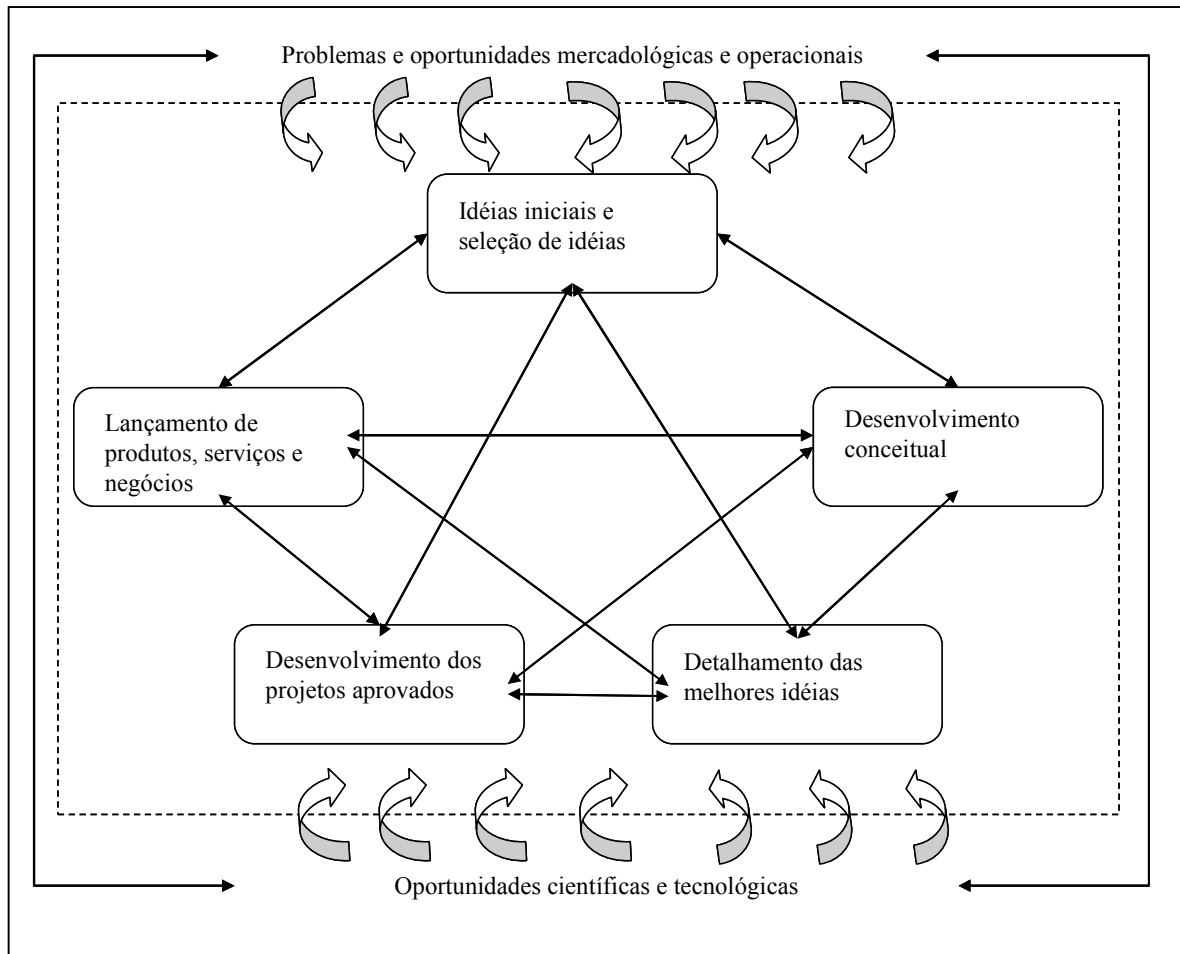 Problemas e oportunidades mercadológicas e operacionais
Idéias iniciais e
seleção de idéias
Lançamento de
produtos, serviços e
negócios
Desenvolvimento
conceitual
Desenvolvimento dos
projetos aprovados
Detalhamento das
melhores idéias
Oportunidades científicas e tecnológicas